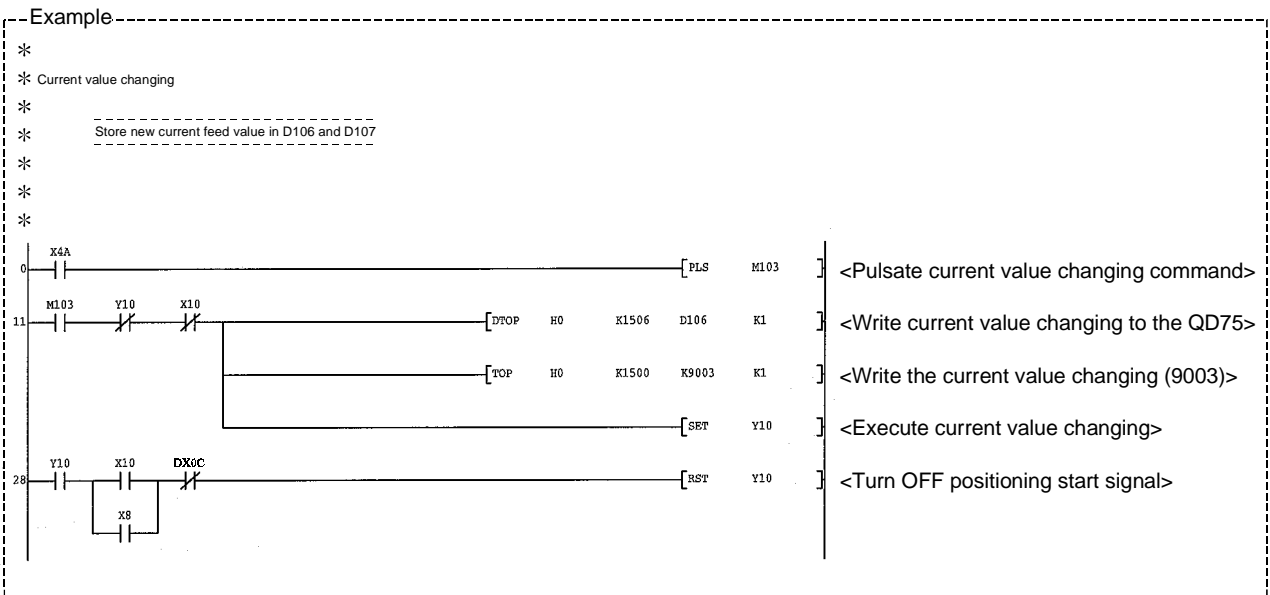 Example
*
* Current value changing
*
* Store new current feed value in D106 and D107
*
*
*
X4A
0 PLS M103 <Pulsate current value changing command>
M103 Y10 X10
11 DTOP H0 K1506 D106 K1 <Write current value changing to the QD75>
TOP H0 K1500 K9003 K1 <Write the current value changing (9003)>
SET Y10 <Execute current value changing>
Y10 X10 DX0C
28 RST Y10 <Turn OFF positioning start signal>
X8